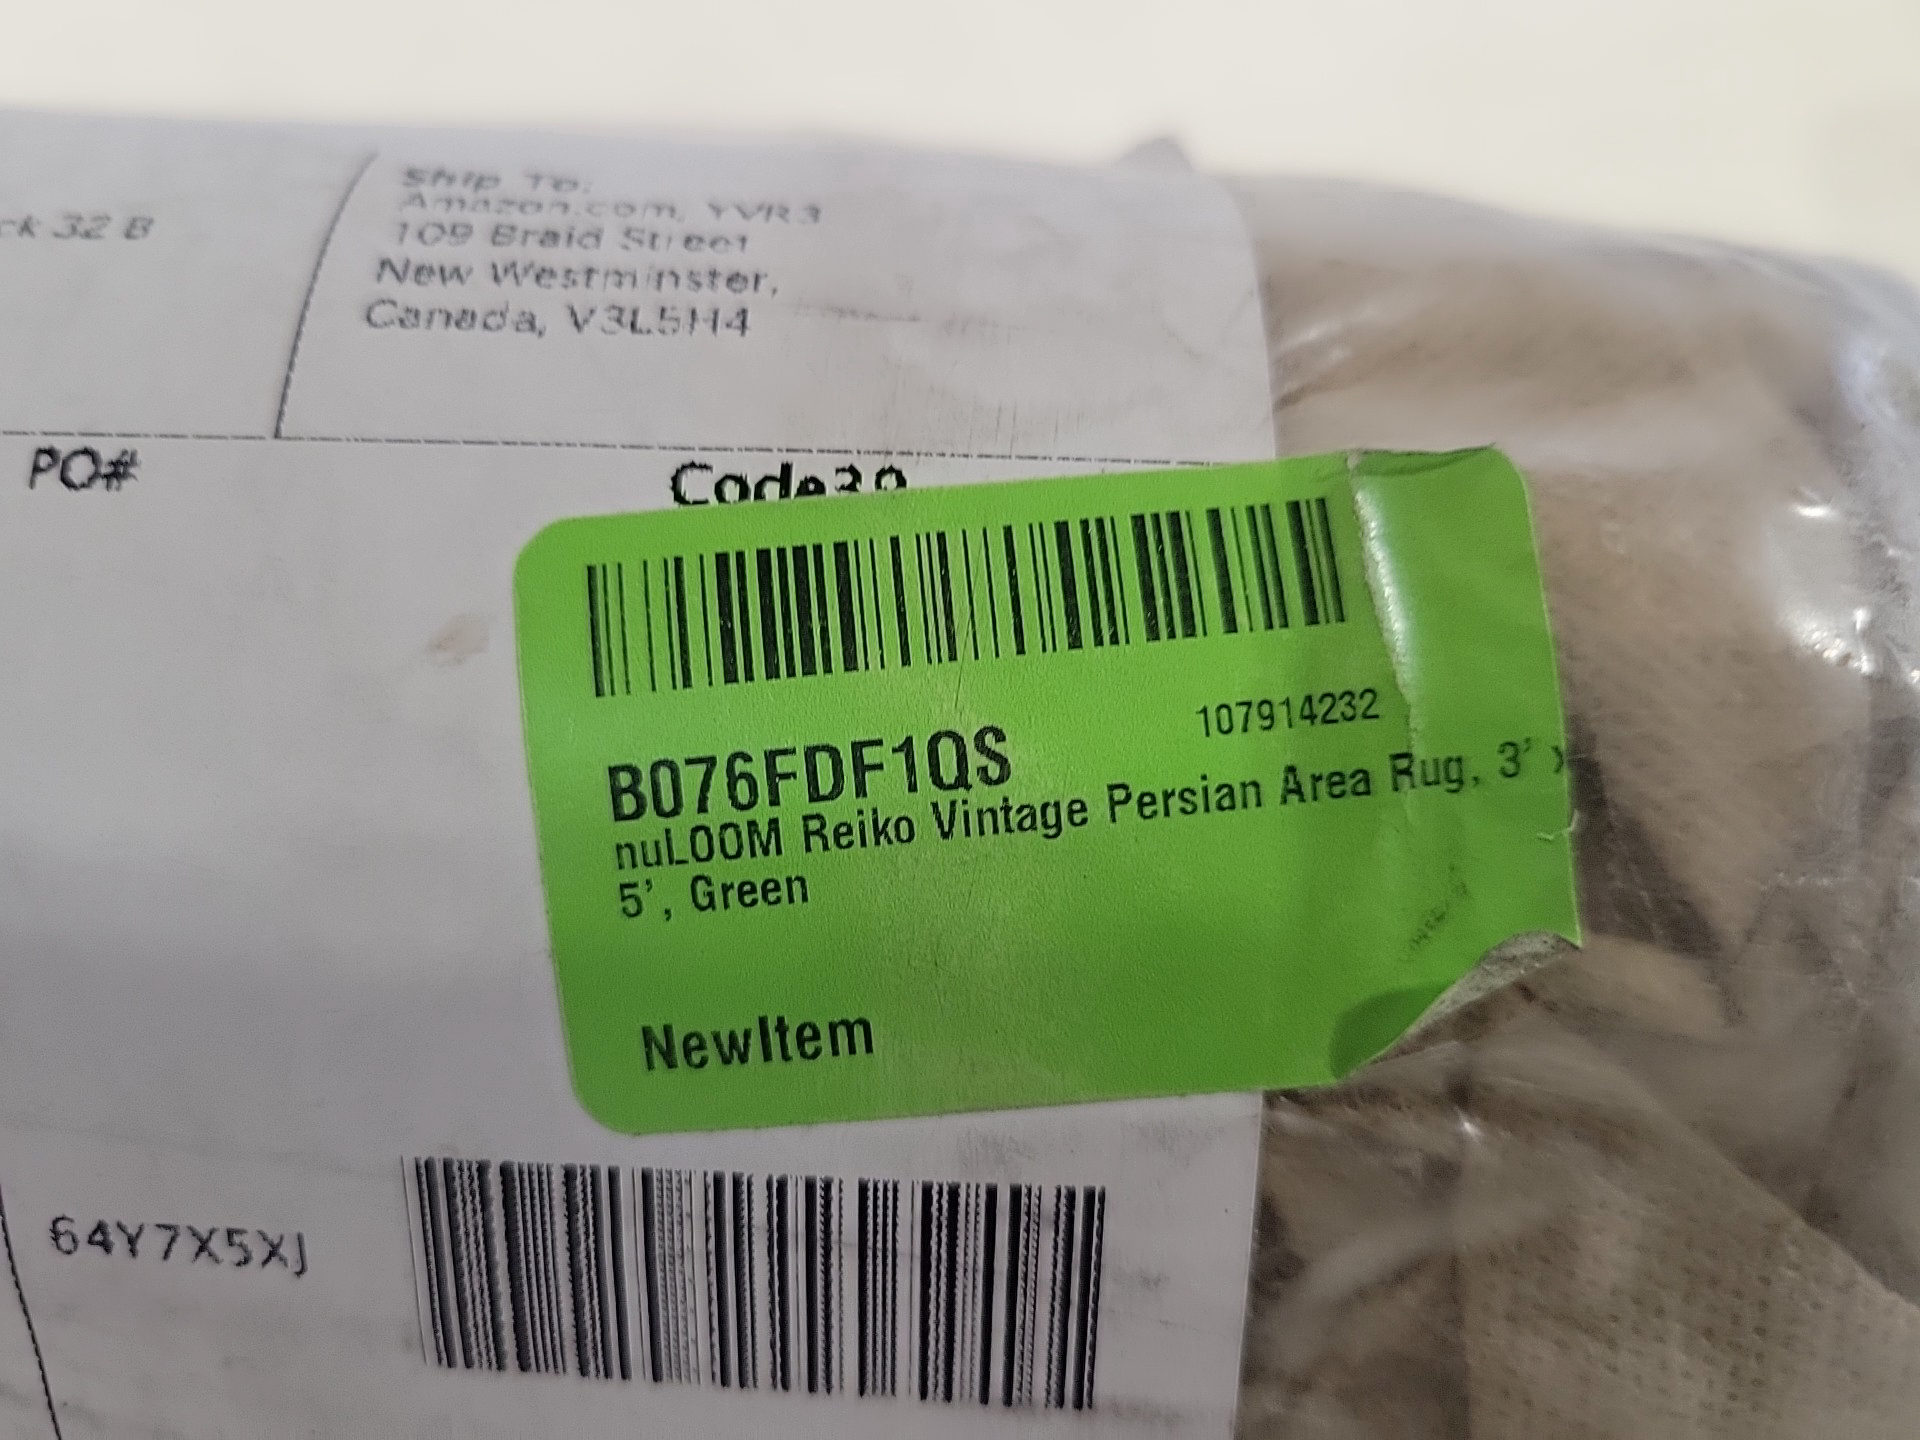 ck 32 B
Ship To:
Amazon.com, YVR3
109 Braid Street
New Westminster,
Canada, V3L5H4
PO#
Code39
107914232
B076FDF1QS
nuLOOM Reiko Vintage Persian Area Rug, 3' x
5', Green
NewItem
64Y7X5XJ